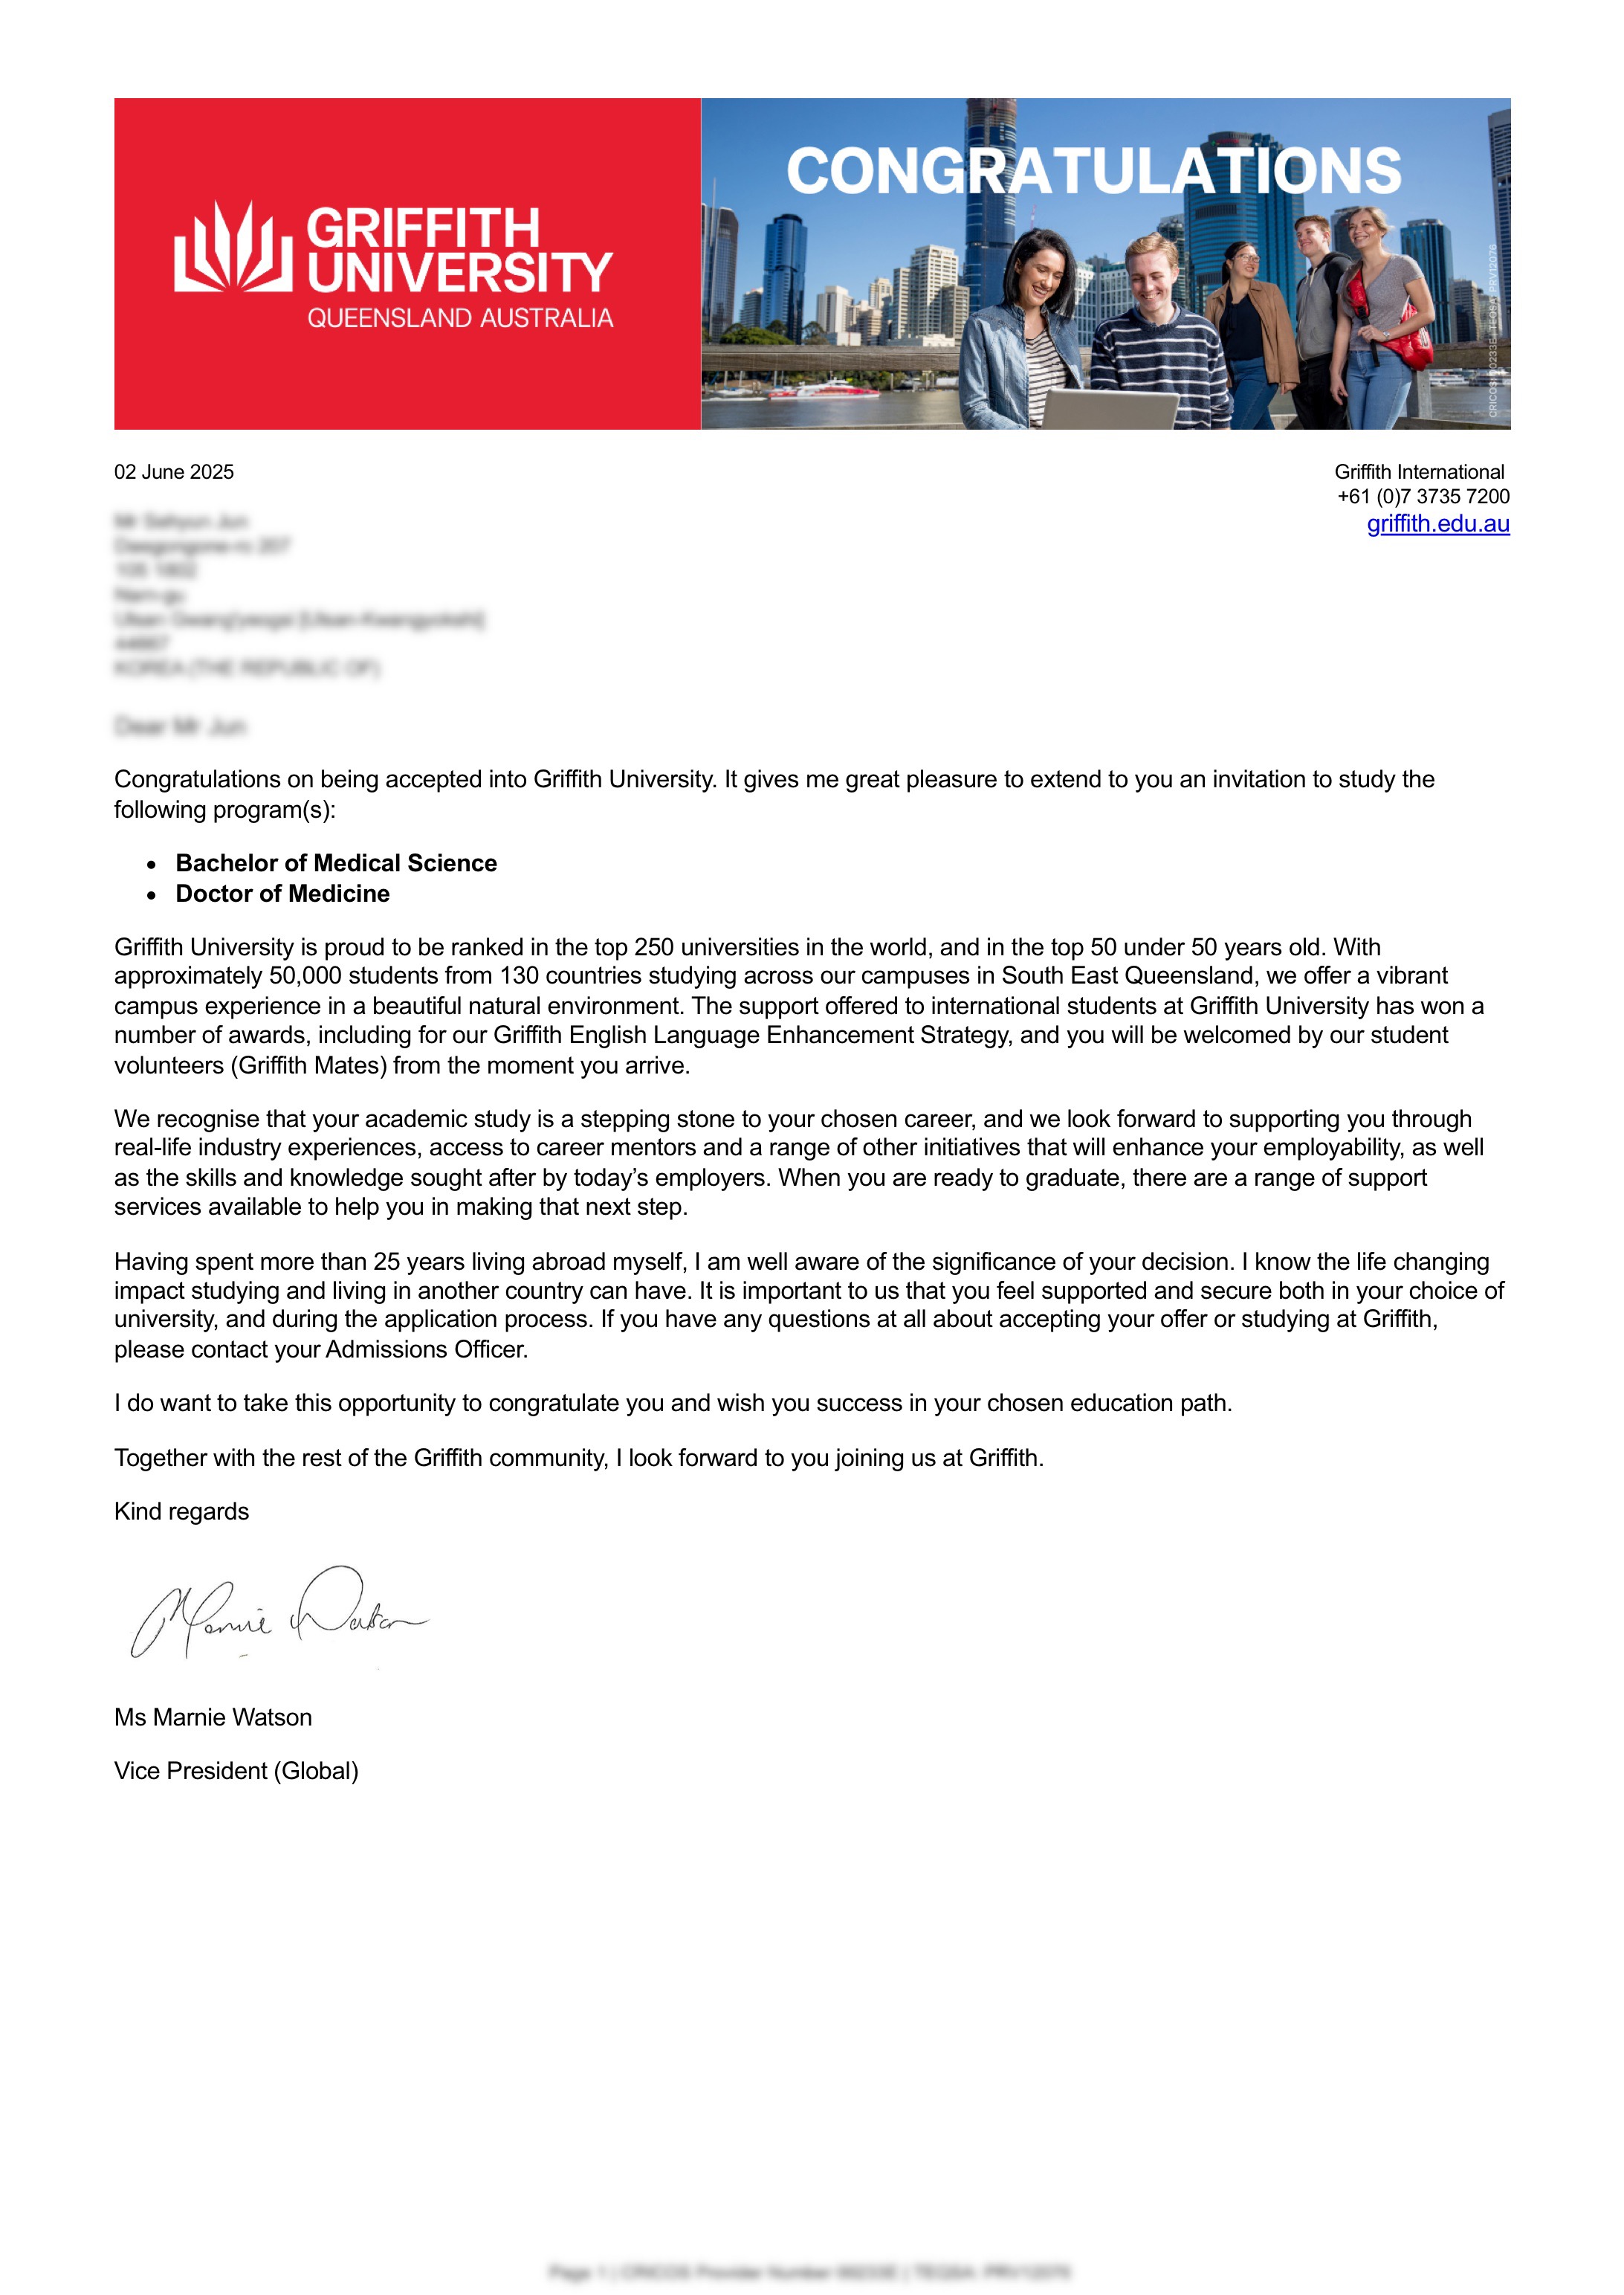 GRIFFITH
UNIVERSITY
QUEENSLAND AUSTRALIA
CONGRATULATIONS
02 June 2025
Griffith International
+61 (0)7 3735 7200
griffith.edu.au
Congratulations on being accepted into Griffith University. It gives me great pleasure to extend to you an invitation to study the
following program(s):
• Bachelor of Medical Science
• Doctor of Medicine
Griffith University is proud to be ranked in the top 250 universities in the world, and in the top 50 under 50 years old. With
approximately 50,000 students from 130 countries studying across our campuses in South East Queensland, we offer a vibrant
campus experience in a beautiful natural environment. The support offered to international students at Griffith University has won a
number of awards, including for our Griffith English Language Enhancement Strategy, and you will be welcomed by our student
volunteers (Griffith Mates) from the moment you arrive.
We recognise that your academic study is a stepping stone to your chosen career, and we look forward to supporting you through
real-life industry experiences, access to career mentors and a range of other initiatives that will enhance your employability, as well
as the skills and knowledge sought after by today’s employers. When you are ready to graduate, there are a range of support
services available to help you in making that next step.
Having spent more than 25 years living abroad myself, I am well aware of the significance of your decision. I know the life changing
impact studying and living in another country can have. It is important to us that you feel supported and secure both in your choice of
university, and during the application process. If you have any questions at all about accepting your offer or studying at Griffith,
please contact your Admissions Officer.
I do want to take this opportunity to congratulate you and wish you success in your chosen education path.
Together with the rest of the Griffith community, I look forward to you joining us at Griffith.
Kind regards
Marnie Watson
Ms Marnie Watson
Vice President (Global)